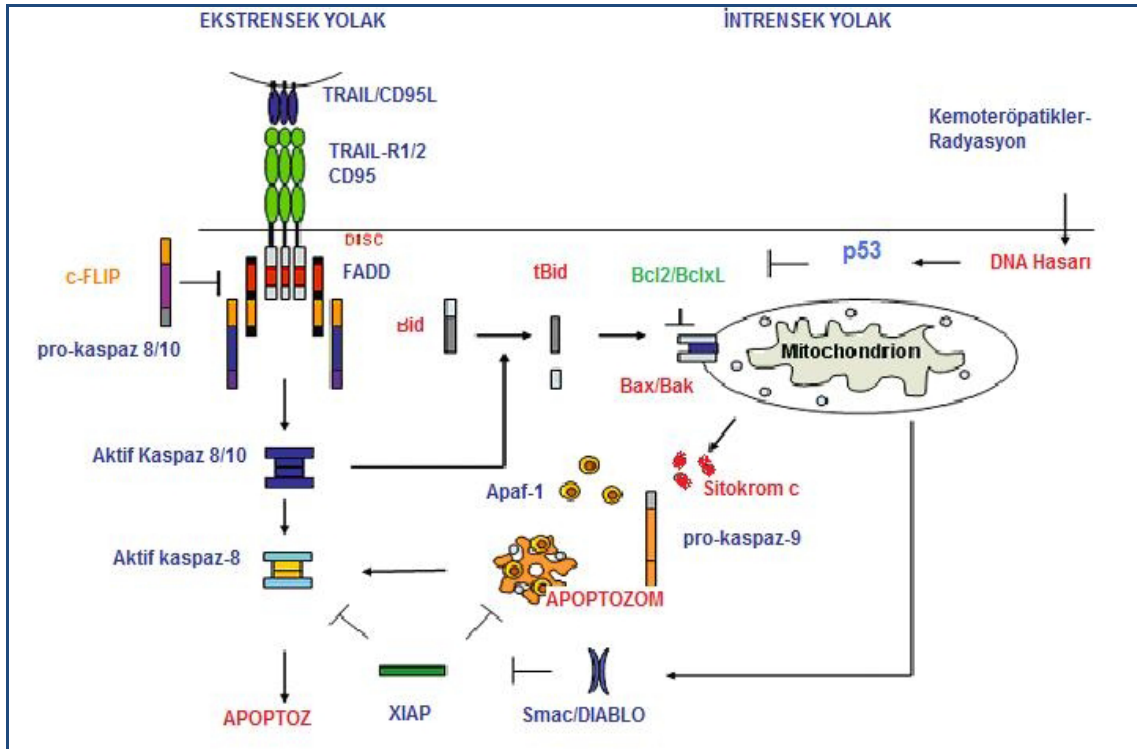 EKSTRENSEK YOLAK
İNTRENSEK YOLAK
TRAIL/CD95L
Kemoteröpatikler-
Radyasyon
TRAIL-R1/2
CD95
DISC
FADD
c-FLIP
tBid
Bcl2/BclxL
p53
DNA Hasarı
Bid
pro-kaspaz 8/10
Mitochondrion
Bax/Bak
Aktif Kaspaz 8/10
Apaf-1
Sitokrom c
pro-kaspaz-9
Aktif kaspaz-8
APOPTOZOM
APOPTOZ
XIAP
Smac/DIABLO